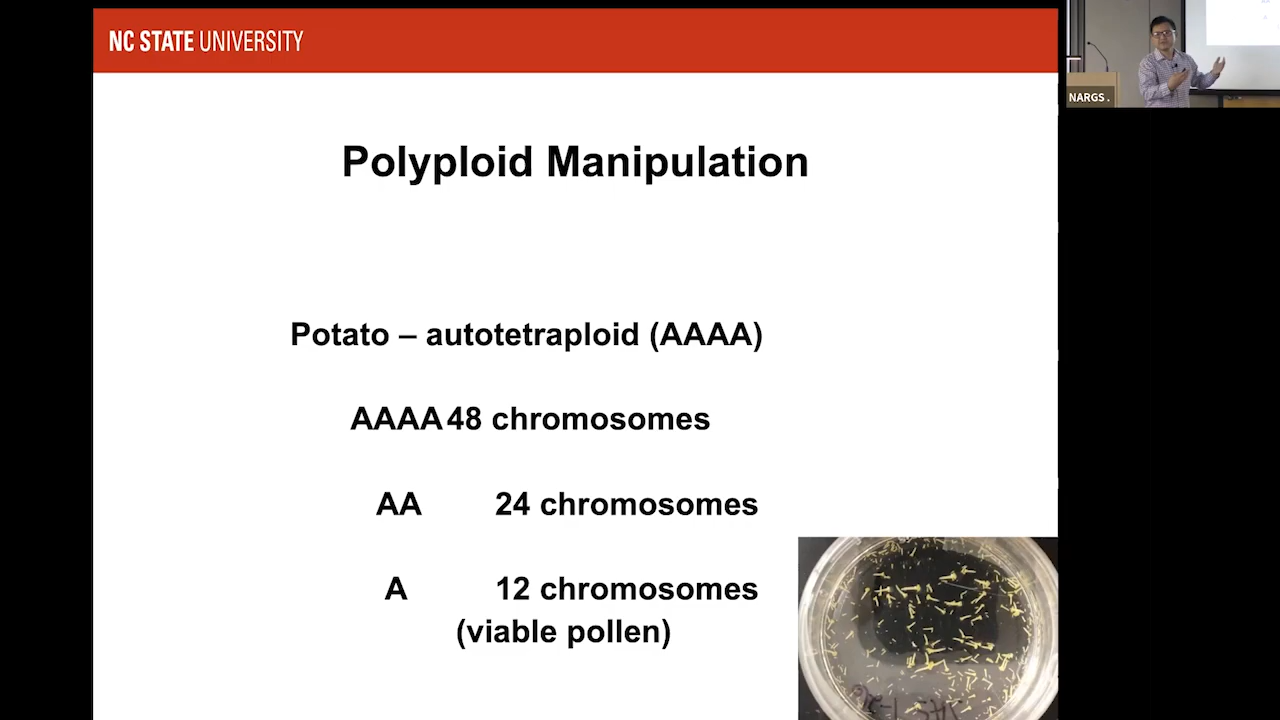 NC STATE UNIVERSITY
NARGS .
Polyploid Manipulation
Potato – autotetraploid (AAAA)
AAAA 48 chromosomes
AA 24 chromosomes
A 12 chromosomes
(viable pollen)